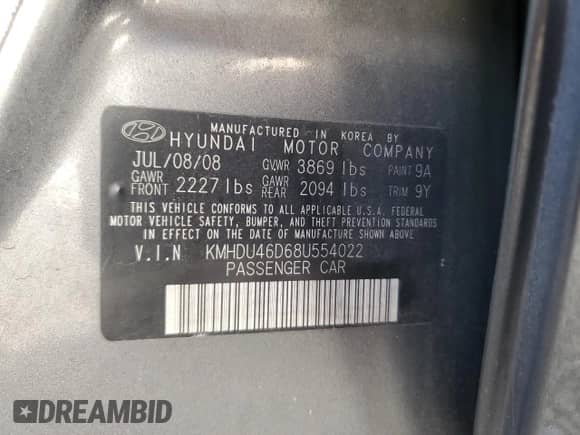 MANUFACTURED IN KOREA BY
HYUNDAI MOTOR COMPANY
JUL/08/08 GVWR 3869 lbs PAINT 9A
GAWR FRONT 2227 lbs GAWR REAR 2094 lbs TRIM 9Y
THIS VEHICLE CONFORMS TO ALL APPLICABLE U.S.A. FEDERAL
MOTOR VEHICLE SAFETY, BUMPER, AND THEFT PREVENTION STANDARDS
IN EFFECT ON THE DATE OF MANUFACTURE SHOWN ABOVE.
V.I.N KMHDU46D68U554022
PASSENGER CAR
DREAMBID